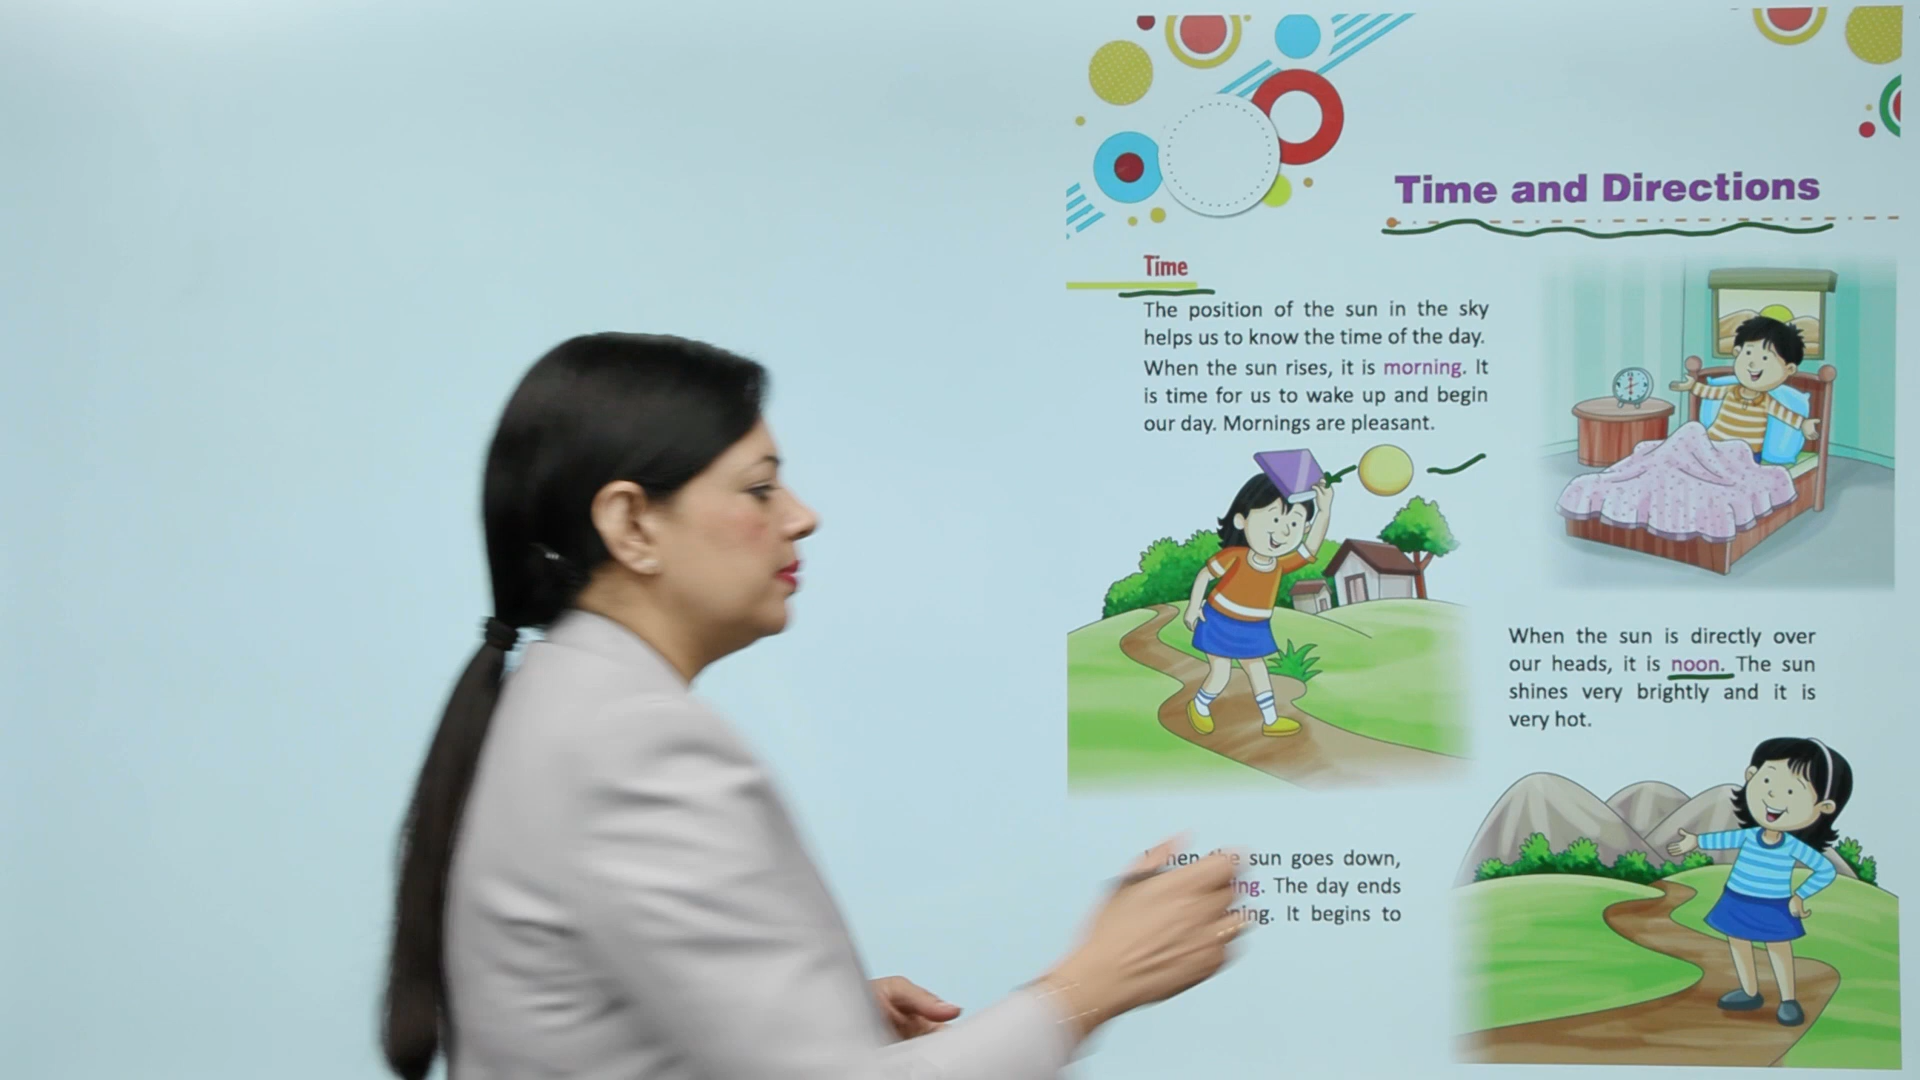 Time and Directions
Time
The position of the sun in the sky
helps us to know the time of the day.
When the sun rises, it is morning. It
is time for us to wake up and begin
our day. Mornings are pleasant.
When the sun is directly over
our heads, it is noon. The sun
shines very brightly and it is
very hot.
sun goes down,
The day ends
It begins to